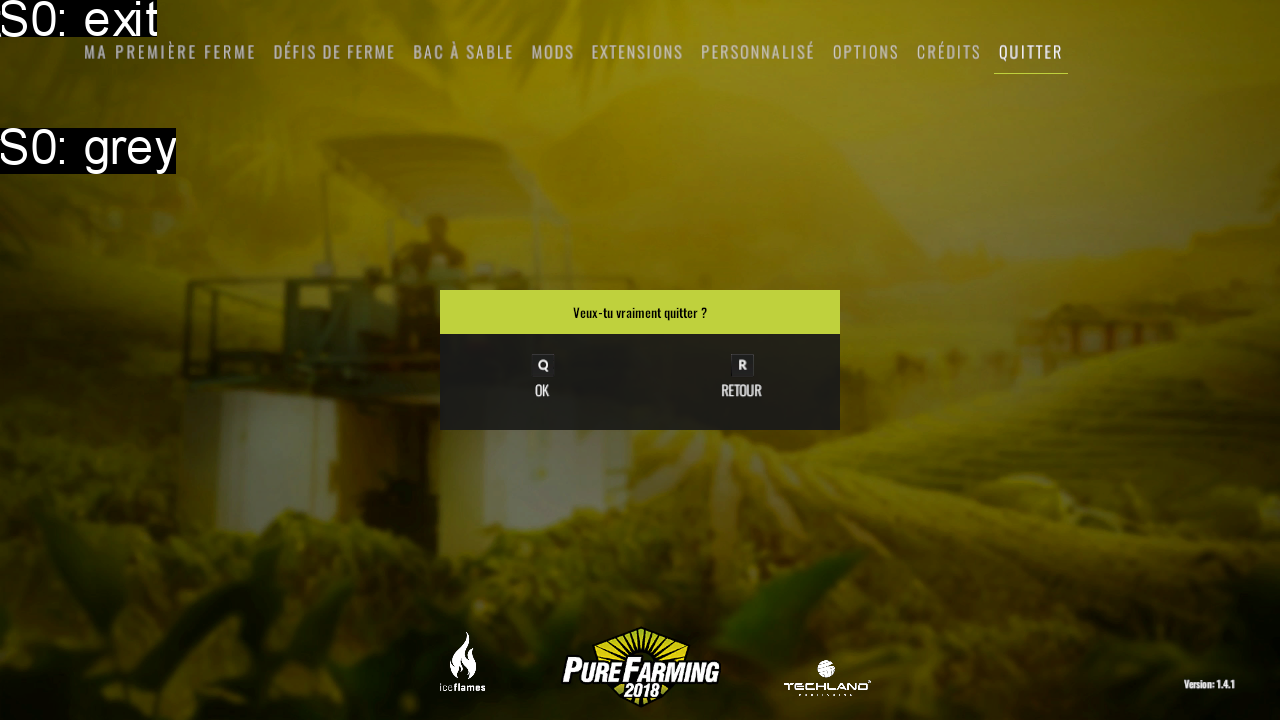 S0: exit
MA PREMIÈRE FERME DÉFIS DE FERME BAC À SABLE MODS EXTENSIONS PERSONNALISÉ OPTIONS CRÉDITS QUITTER
S0: grey
Veux-tu vraiment quitter ?
Q R
OK RETOUR
iceflames
PURE FARMING
2018
TECHLAND
PUBLISHING
Version: 1.4.1